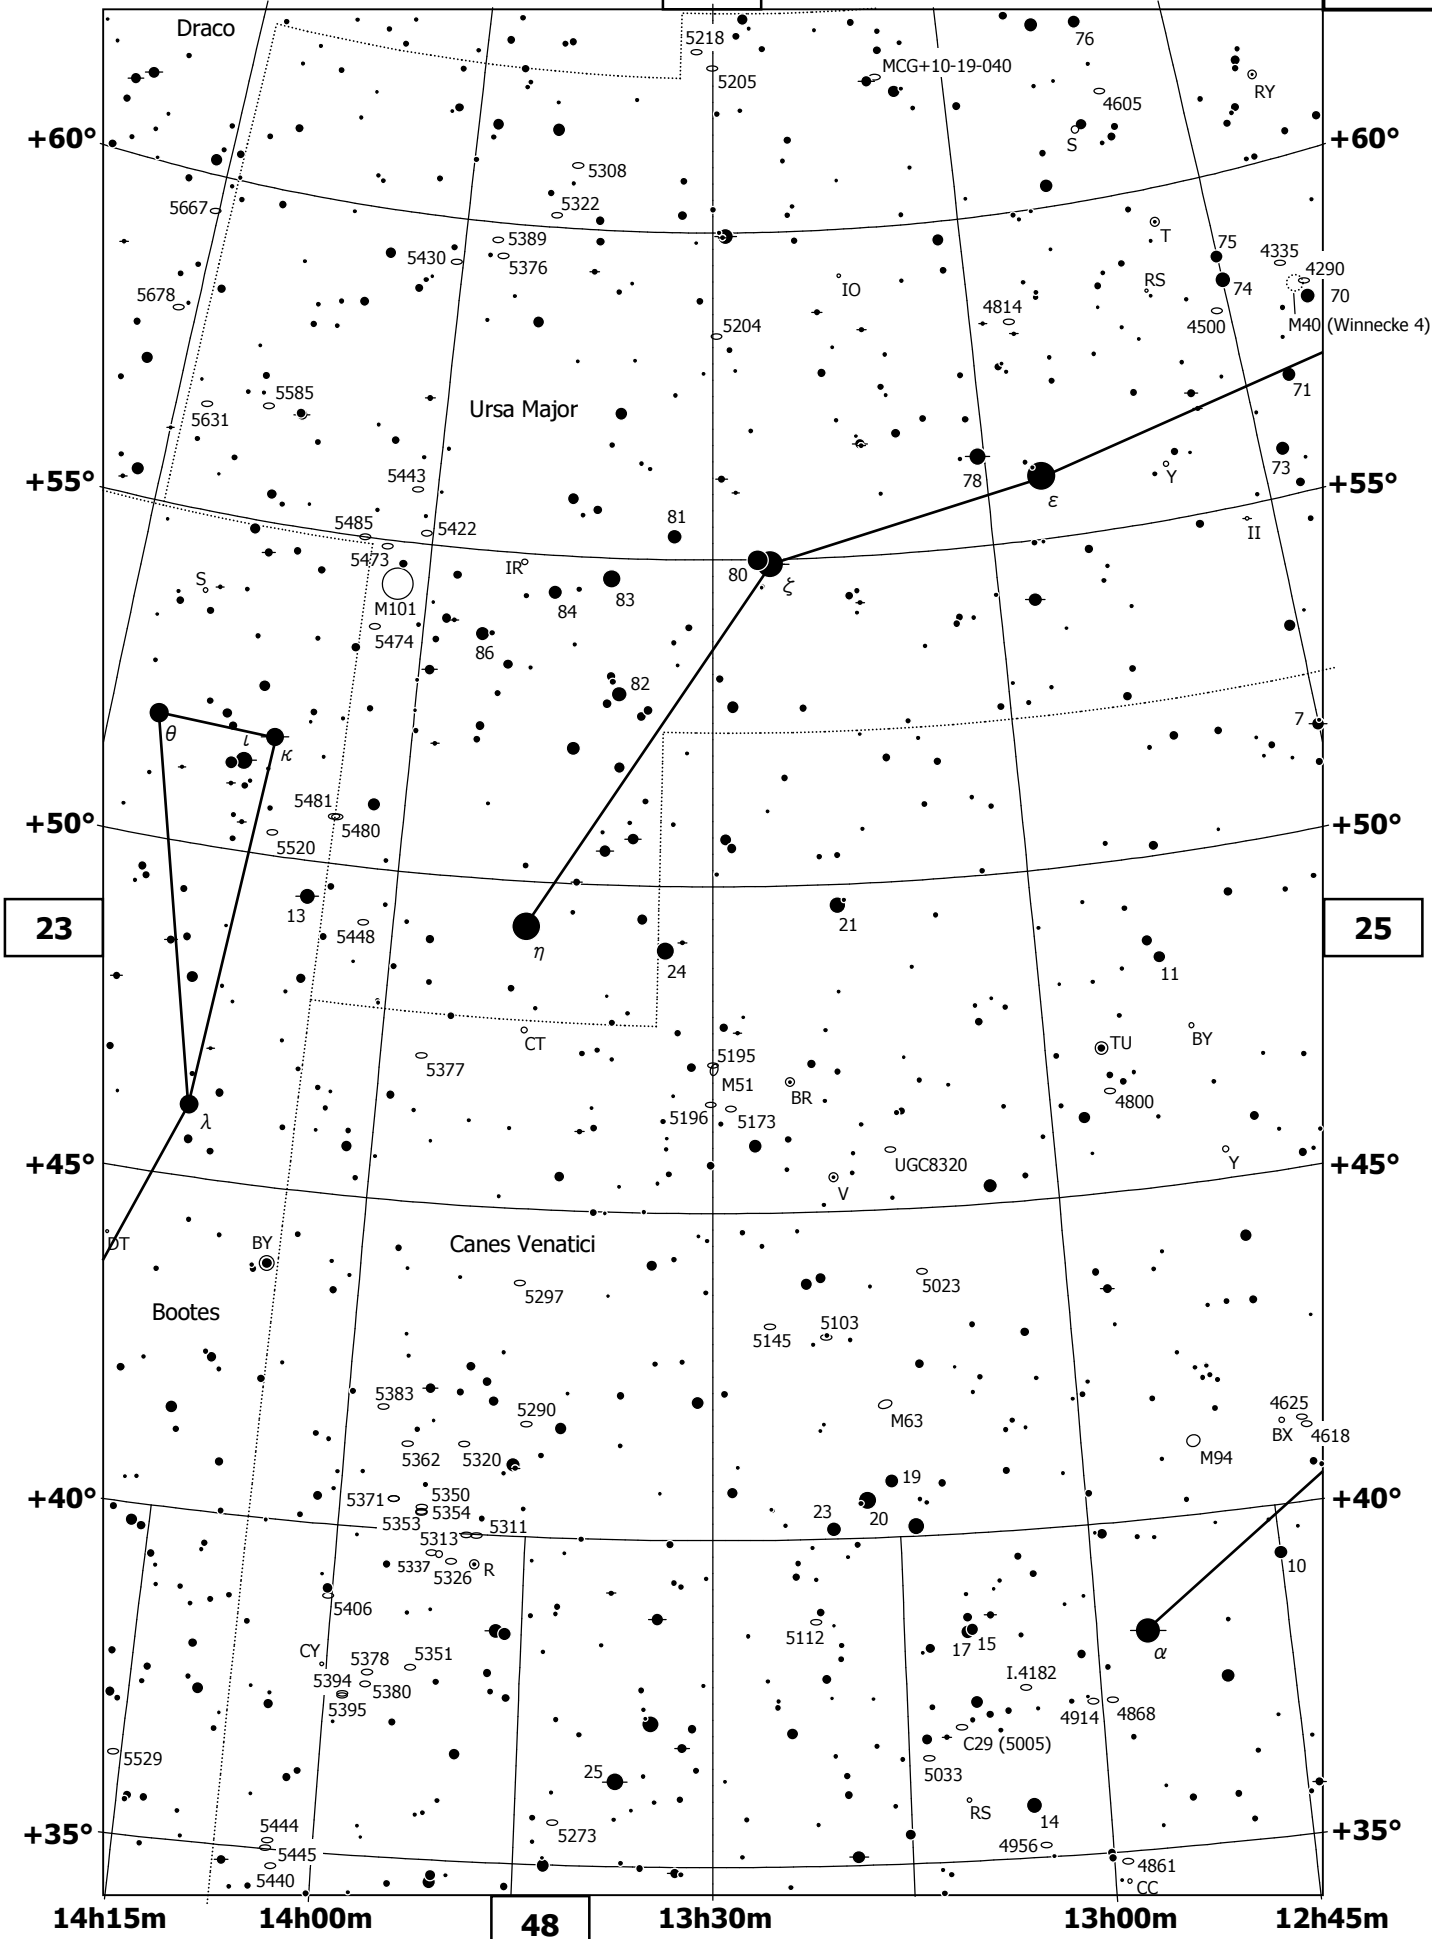 Draco
5218
76
5205
MCG+10-19-040
RY
4605
+60°
S
+60°
5308
5667
5322
T
5389
75
5430
5376
4335
4290
IO
RS
74
70
5678
4814
4500
5204
M40 (Winnecke 4)
71
5585
5631
Ursa Major
73
5443
78
Y
+55°
ε
+55°
81
5485
5422
II
5473
IR
80
ζ
S
84
83
M101
5474
86
82
7
θ
ι
κ
5481
5480
+50°
5520
+50°
13
21
23
5448
25
η
24
11
CT
TU
BY
5377
5195
M51
BR
4800
λ
5196
5173
+45°
UGC8320
Y
+45°
V
DT
BY
Canes Venatici
5297
5023
Bootes
5103
5145
5383
5290
M63
4625
BX
4618
5362
5320
M94
19
5371
5350
+40°
5354
+40°
5353
23
20
5313
5311
5337
5326
R
10
5406
5112
17
15
CY
5378
5351
α
5394
I.4182
5380
5395
4914
4868
C29 (5005)
5529
25
5033
RS
14
5444
5273
+35°
4956
+35°
5445
4861
5440
CC
14h15m
14h00m
48
13h30m
13h00m
12h45m